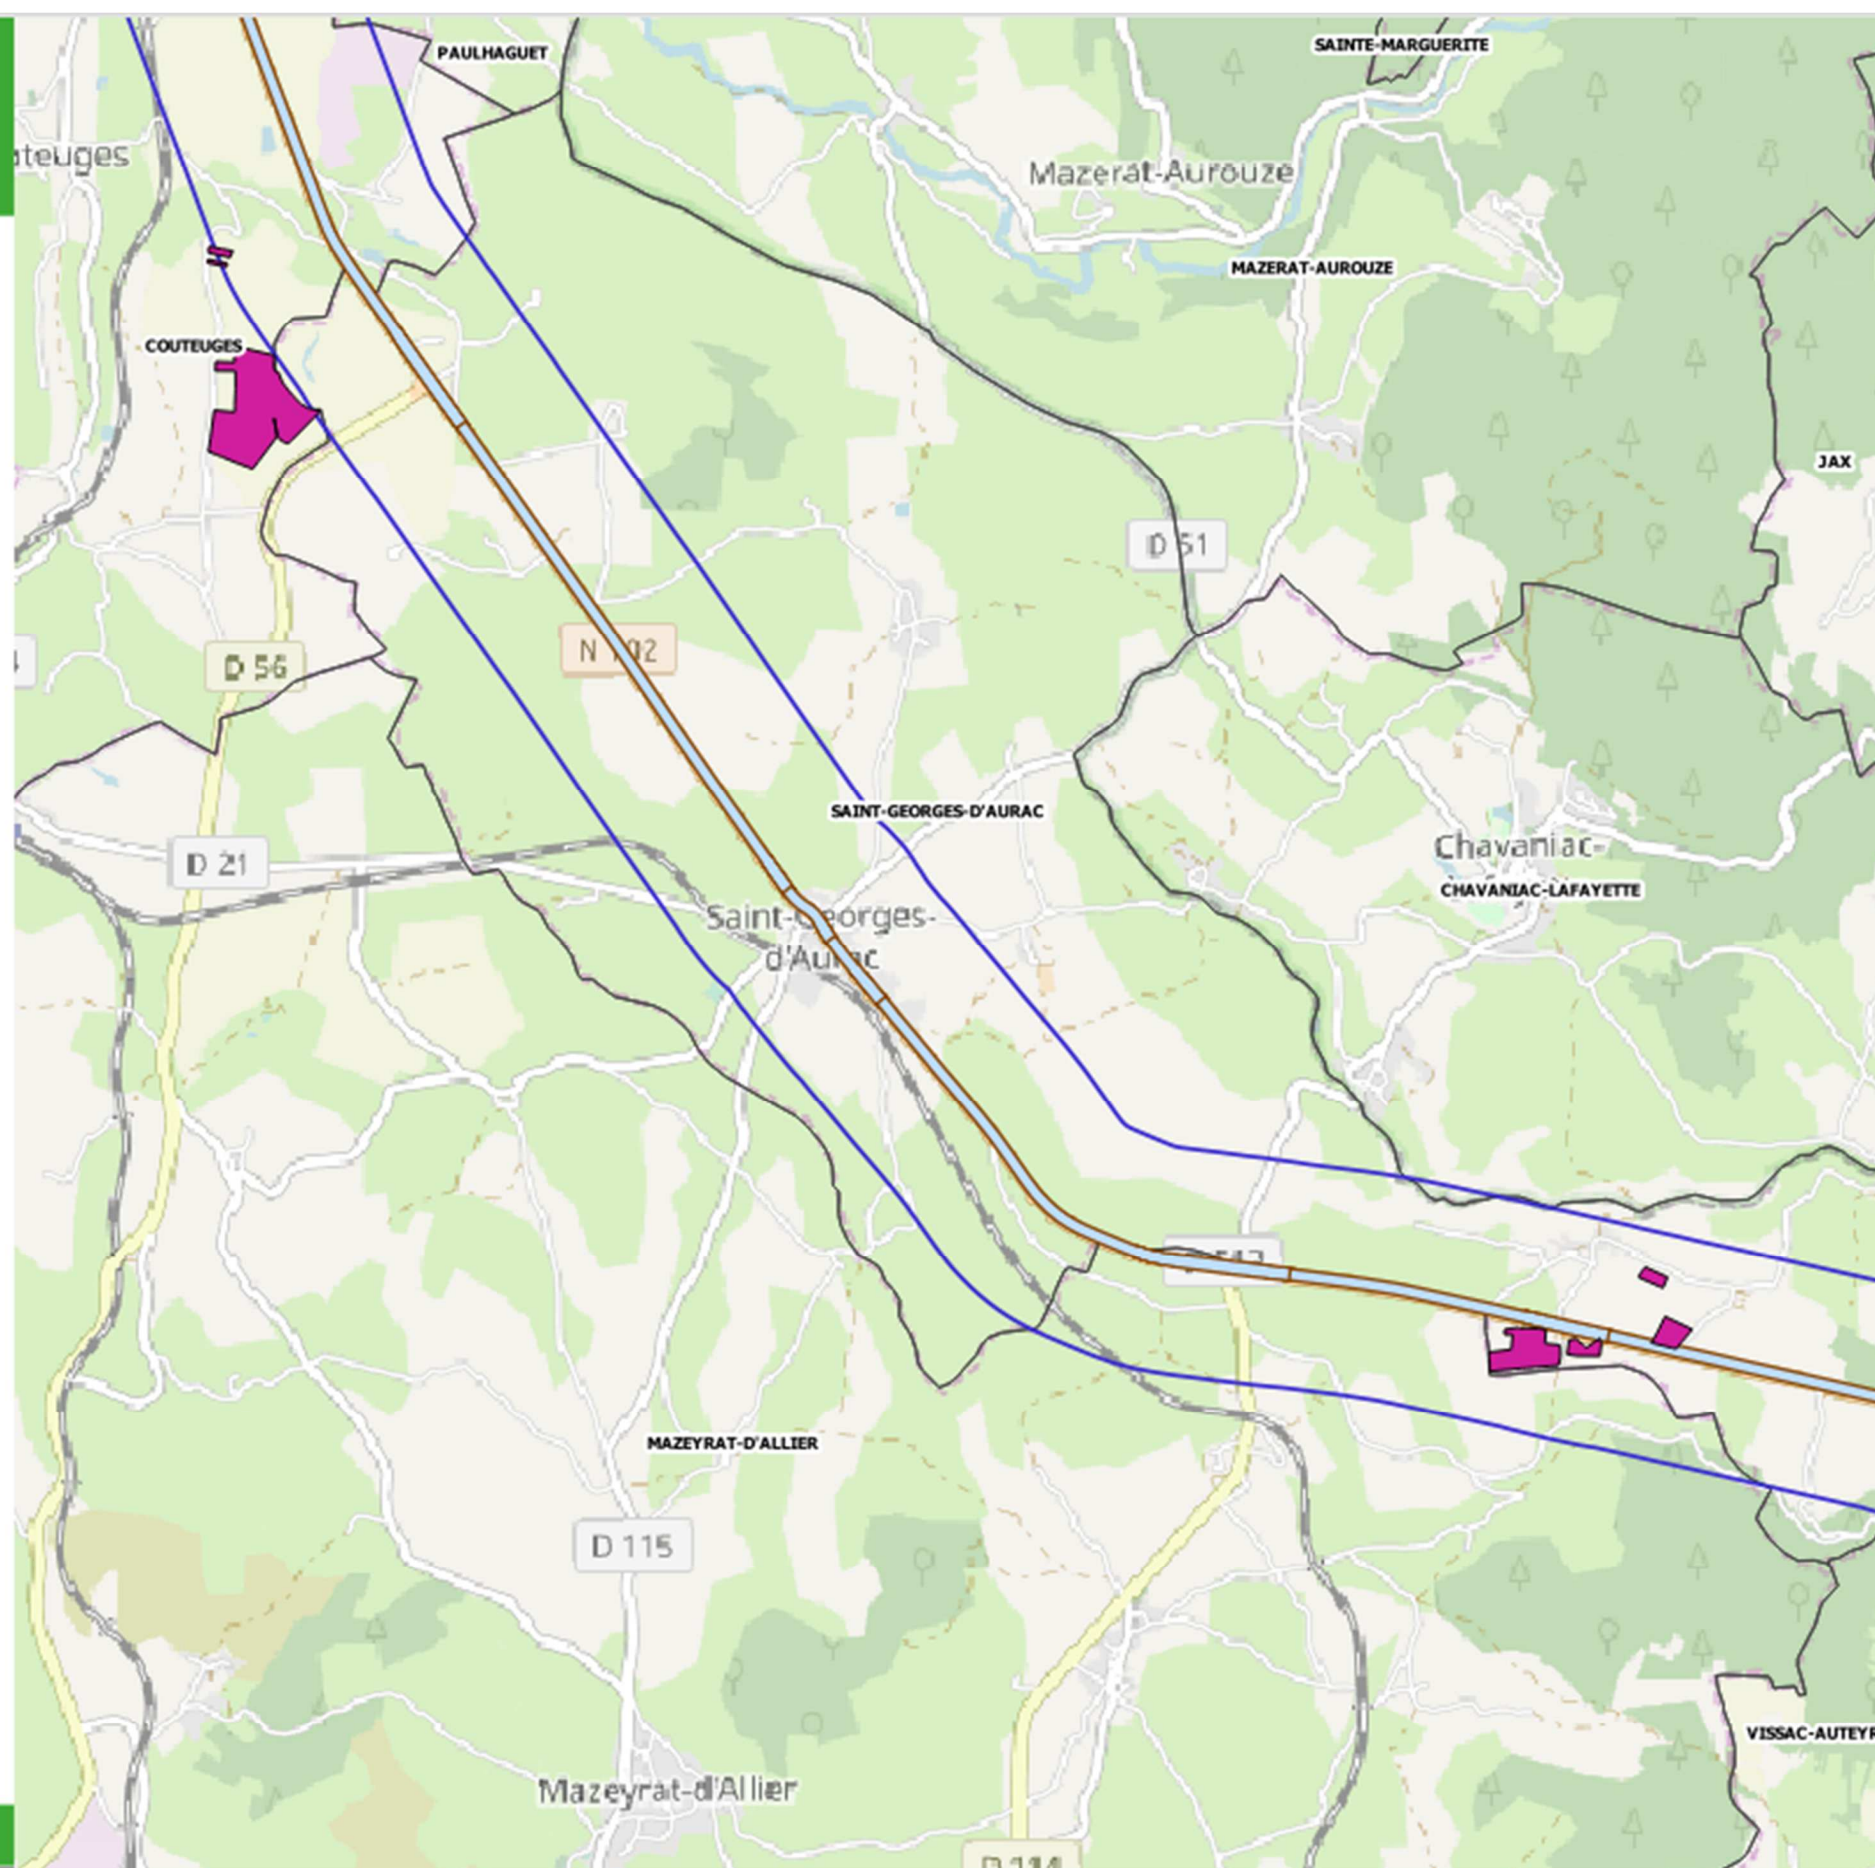 SAINTE-MARGUERITE
PAULHAGUET
ateuges
Mazerat-Aurouze
MAZERAT-AUROUZE
COUTEUGES
JAX
D 51
N 102
D 56
SAINT-GEORGES-D'AURAC
Chavaniac-
D 21
CHAVANIAC-LAFAYETTE
Saint-Georges-
d'Aurac
MAZEYRAT-D'ALLIER
D 115
VISSAC-AUTEYR
Mazeyrat-d'Allier